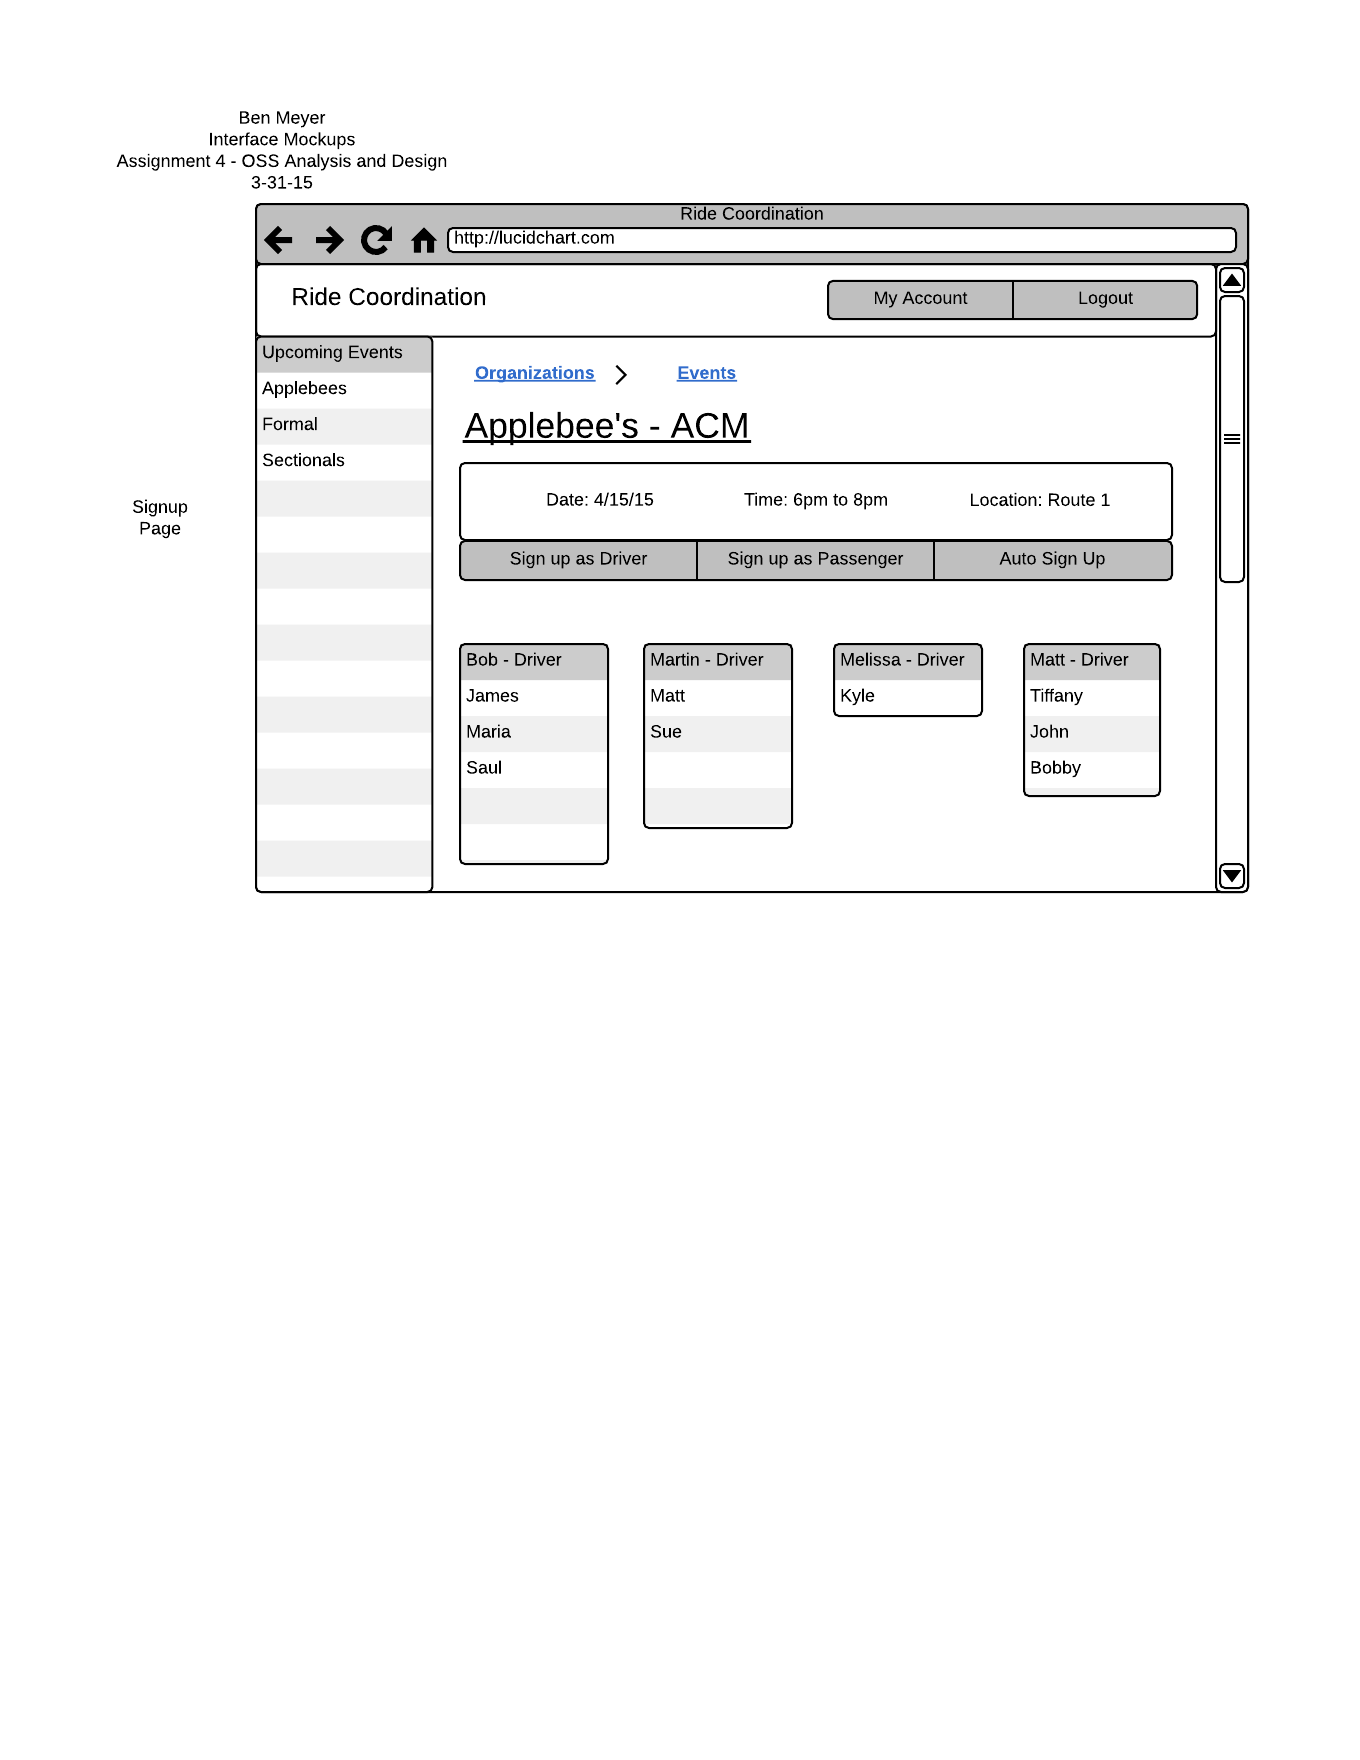 Ben Meyer
Interface Mockups
Assignment 4 - OSS Analysis and Design
3-31-15
Ride Coordination
http://lucidchart.com
Ride Coordination
My Account
Logout
Upcoming Events
Applebees
Formal
Sectionals
Signup
Page
Organizations
Events
Applebee's - ACM
Date: 4/15/15
Time: 6pm to 8pm
Location: Route 1
Sign up as Driver
Sign up as Passenger
Auto Sign Up
Bob - Driver
James
Maria
Saul
Martin - Driver
Matt
Sue
Melissa - Driver
Kyle
Matt - Driver
Tiffany
John
Bobby